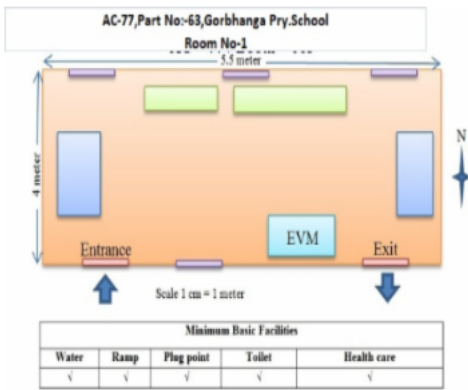 AC-77,Part No:-63,Gorbhanga Pry.School
Room No-1
5.5 meter
4 meter
N
EVM
Entrance
Exit
Scale 1 cm = 1 meter
Minimum Basic Facilities
Water Ramp Plug point Toilet Health care
√ √ √ √ √